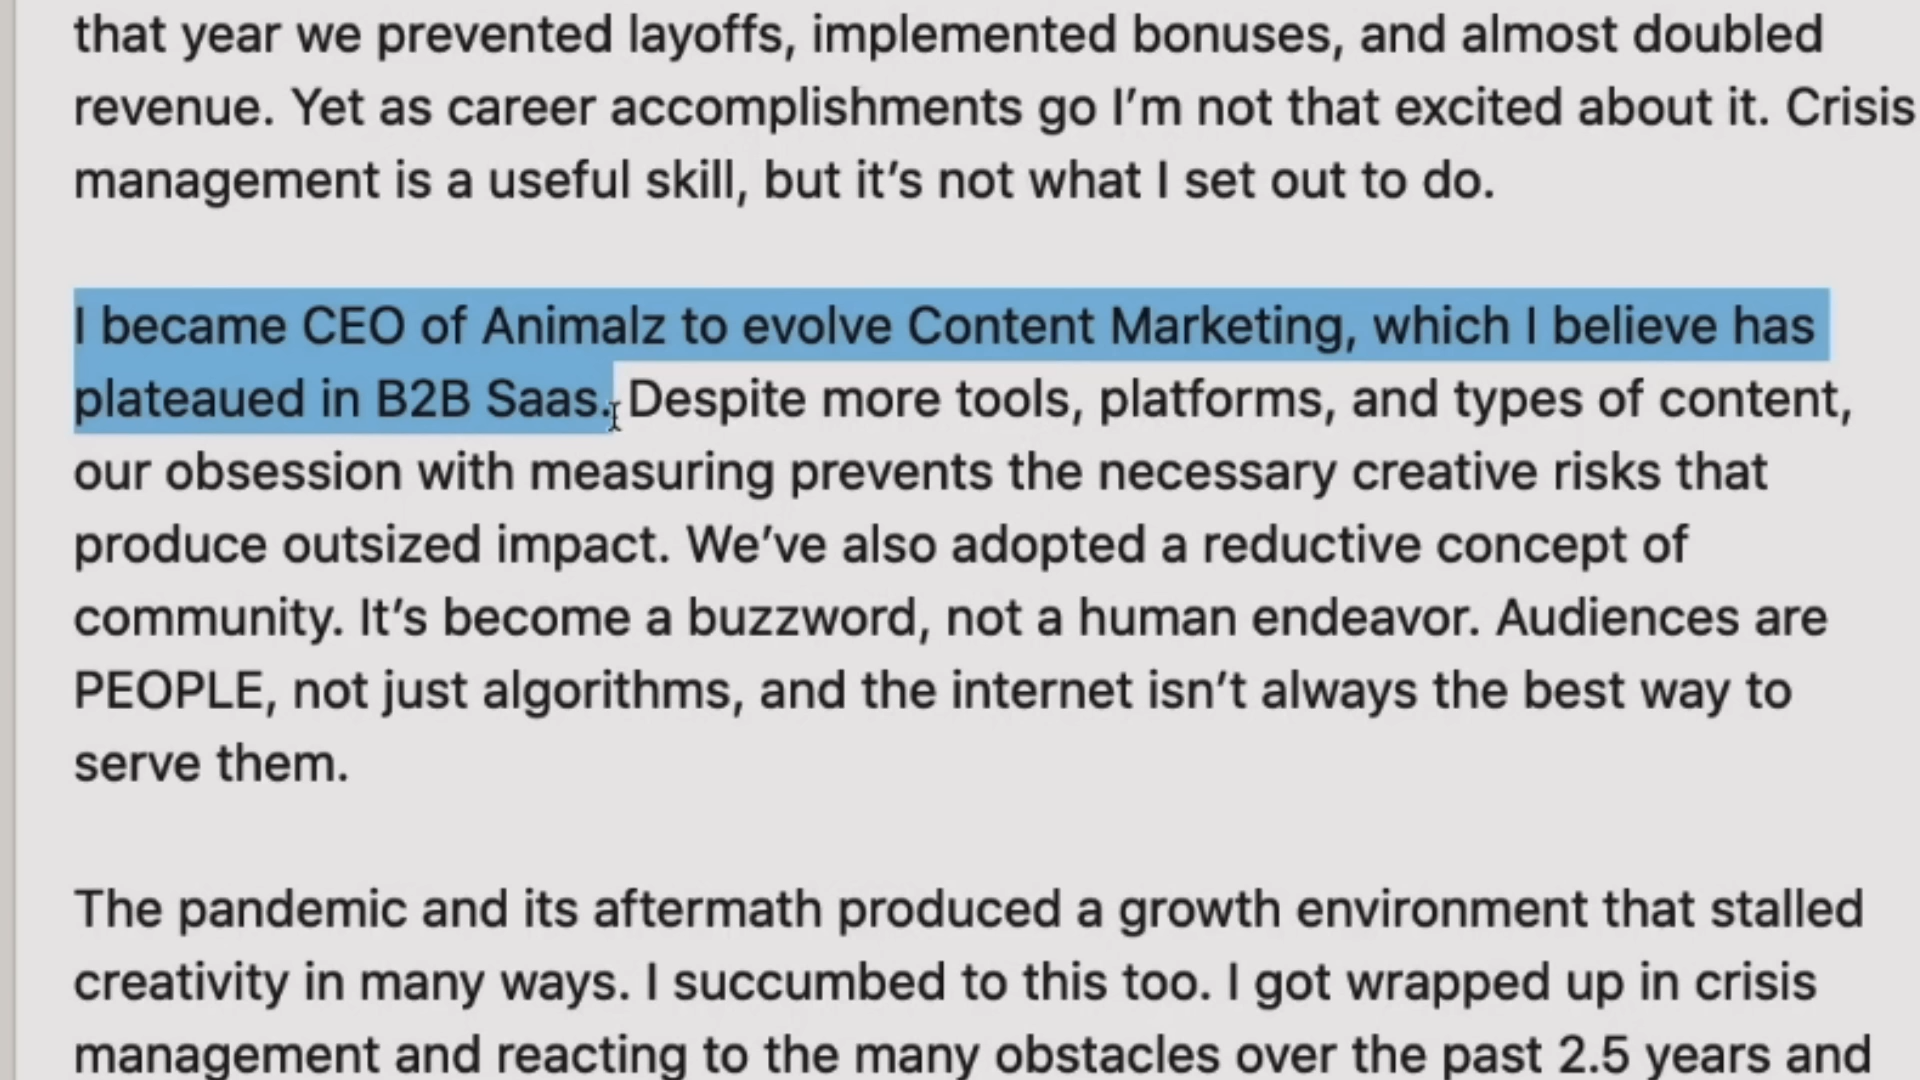 that year we prevented layoffs, implemented bonuses, and almost doubled
revenue. Yet as career accomplishments go I’m not that excited about it. Crisis
management is a useful skill, but it’s not what I set out to do.
I became CEO of Animalz to evolve Content Marketing, which I believe has
plateaued in B2B Saas. Despite more tools, platforms, and types of content,
our obsession with measuring prevents the necessary creative risks that
produce outsized impact. We’ve also adopted a reductive concept of
community. It’s become a buzzword, not a human endeavor. Audiences are
PEOPLE, not just algorithms, and the internet isn’t always the best way to
serve them.
The pandemic and its aftermath produced a growth environment that stalled
creativity in many ways. I succumbed to this too. I got wrapped up in crisis
management and reacting to the many obstacles over the past 2.5 years and